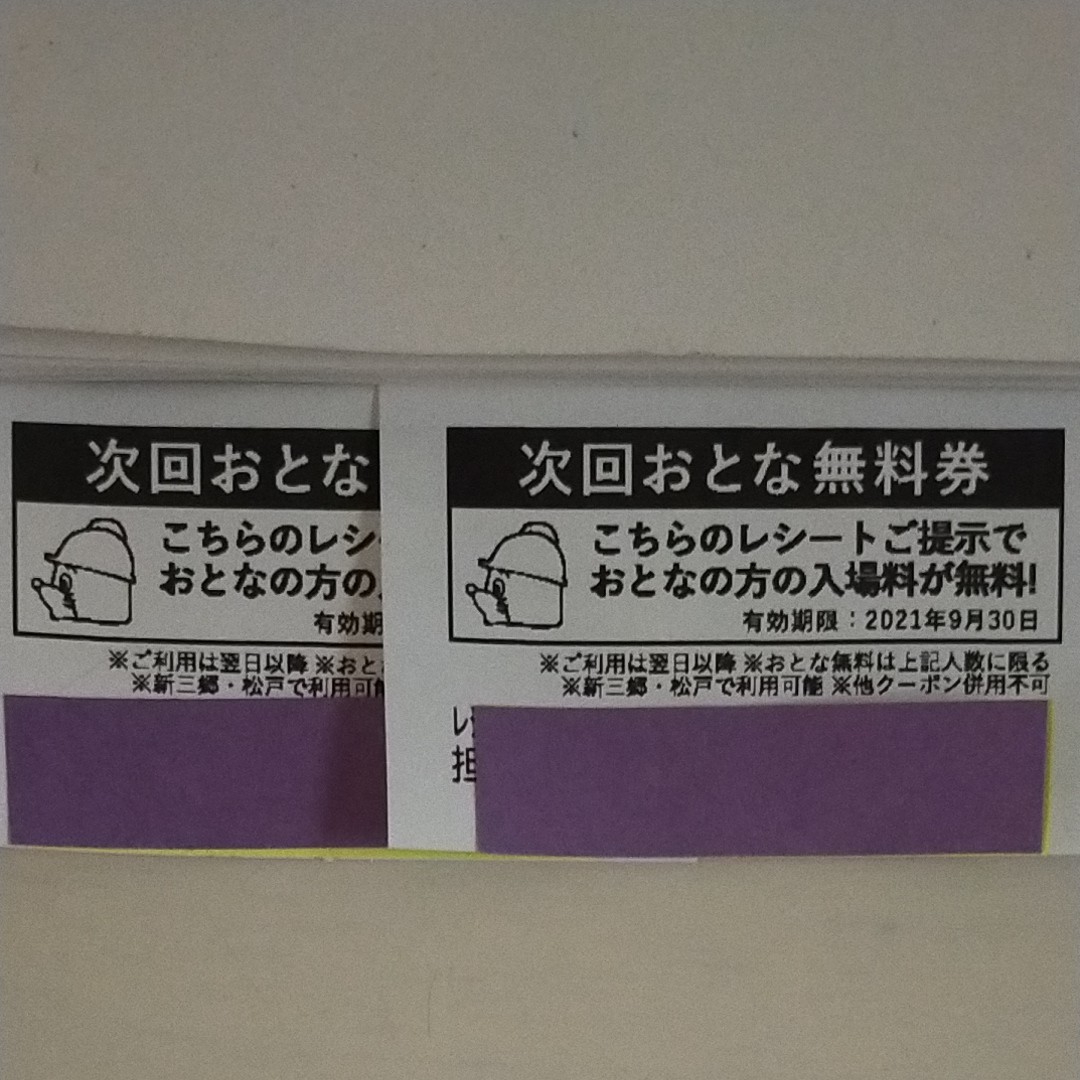 次回おとな
こちらのレシ
おとなの方の
有効期
※ご利用は翌日以降 ※おと
※新三郷・松戸で利用可能
次回おとな無料券
こちらのレシートご提示で
おとなの方の入場料が無料!
有効期限：2021年9月30日
※ご利用は翌日以降 ※おとな無料は上記人数に限る
※新三郷・松戸で利用可能 ※他クーポン併用不可
レ
担